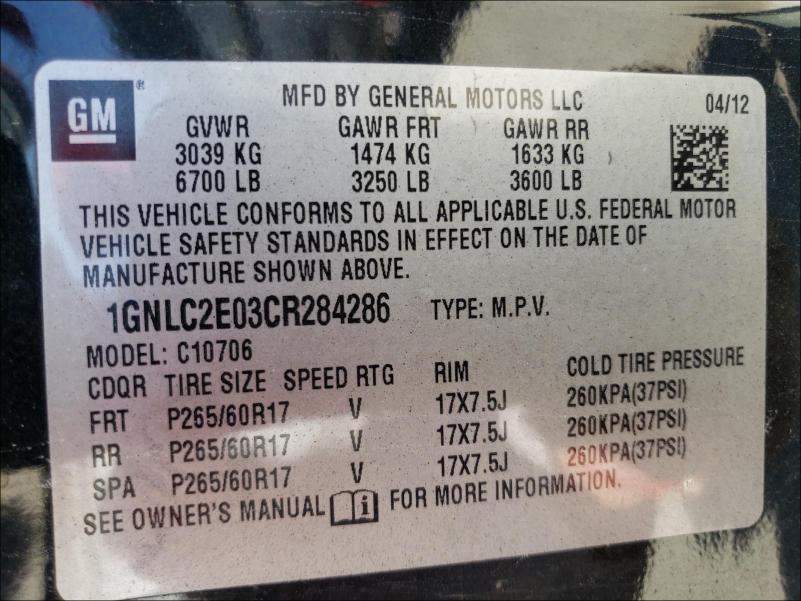 GM ®
MFD BY GENERAL MOTORS LLC 04/12
GVWR GAWR FRT GAWR RR
3039 KG 1474 KG 1633 KG
6700 LB 3250 LB 3600 LB
THIS VEHICLE CONFORMS TO ALL APPLICABLE U.S. FEDERAL MOTOR
VEHICLE SAFETY STANDARDS IN EFFECT ON THE DATE OF
MANUFACTURE SHOWN ABOVE.
1GNLC2E03CR284286 TYPE: M.P.V.
MODEL: C10706
CDQR TIRE SIZE SPEED RTG RIM COLD TIRE PRESSURE
FRT P265/60R17 V 17X7.5J 260KPA(37PSI)
RR P265/60R17 V 17X7.5J 260KPA(37PSI)
SPA P265/60R17 V 17X7.5J 260KPA(37PSI)
SEE OWNER'S MANUAL i FOR MORE INFORMATION.